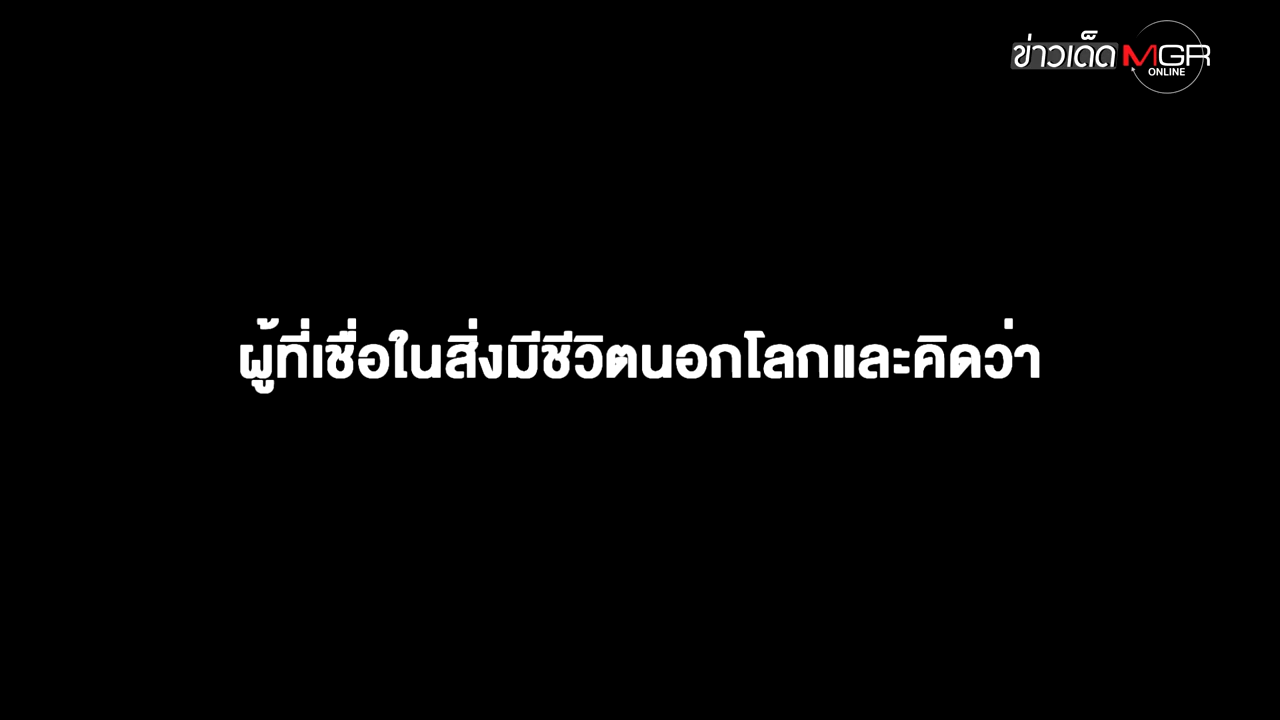 ข่าวเด็ด MGR
ONLINE
ผู้ที่เชื่อในสิ่งมีชีวิตนอกโลกและคิดว่า